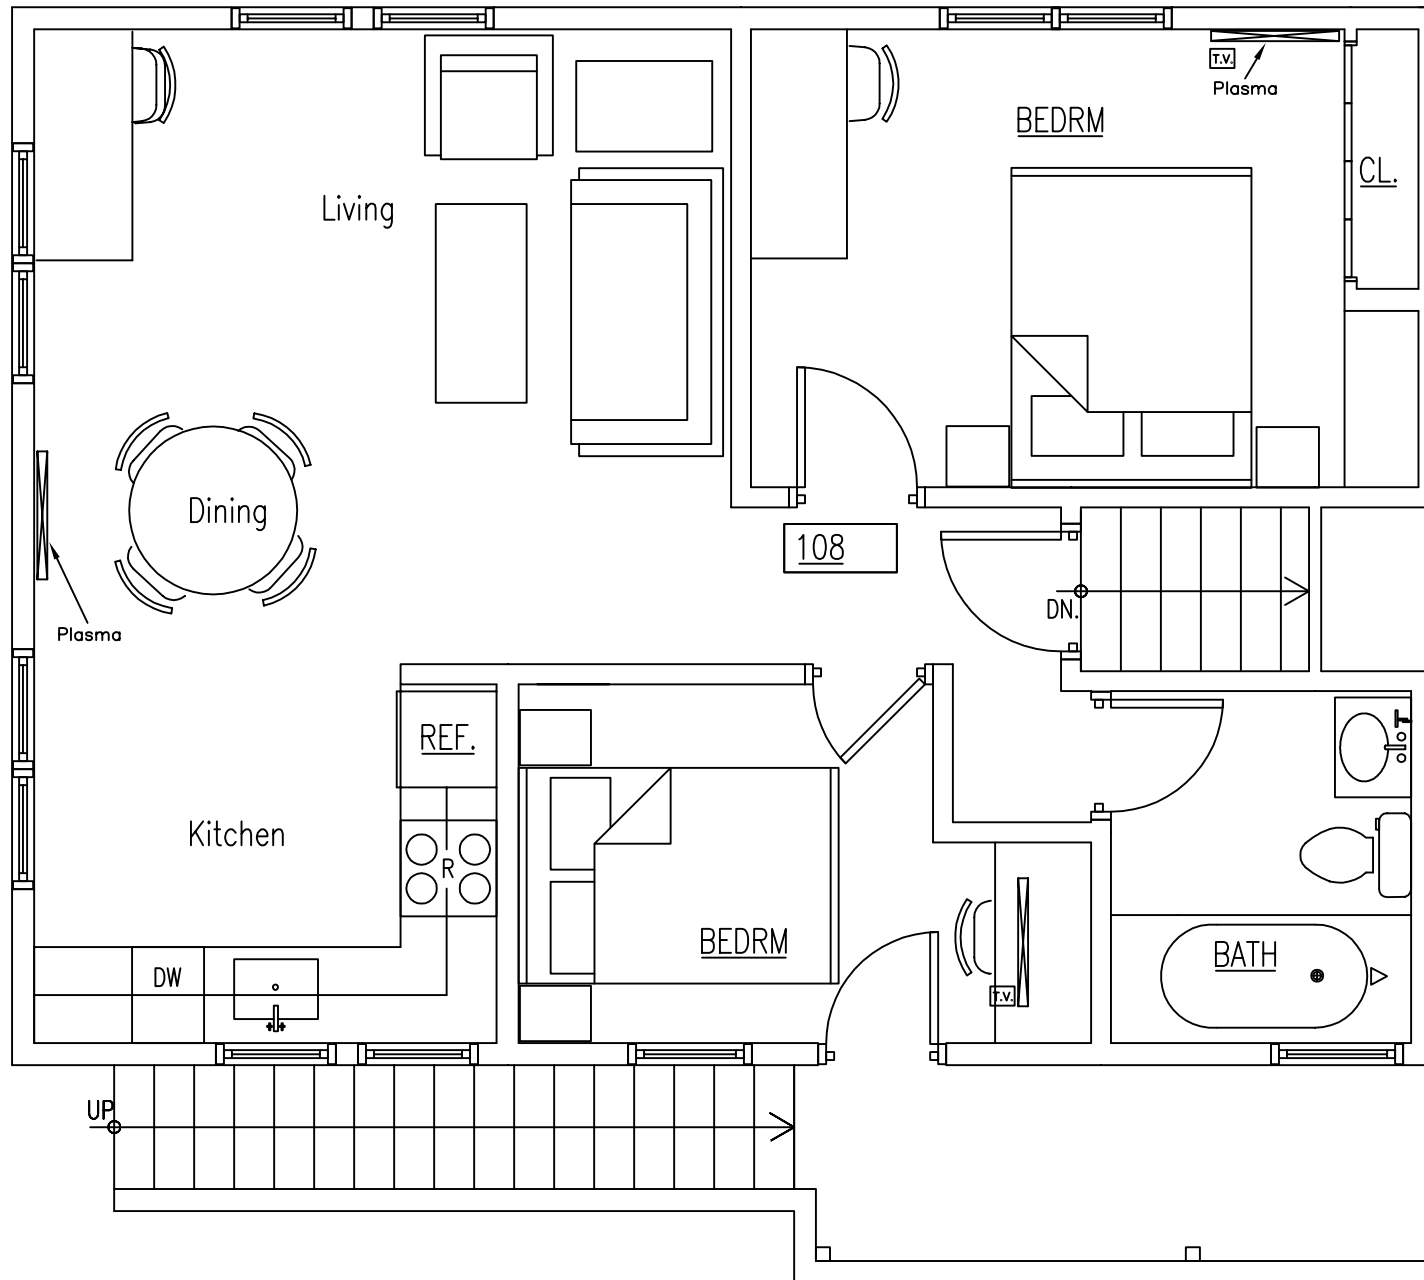 T.V.
Plasma
BEDRM
CL.
Living
Dining
108
DN.
Plasma
REF.
Kitchen
R
BEDRM
BATH
DW
T.V.
UP